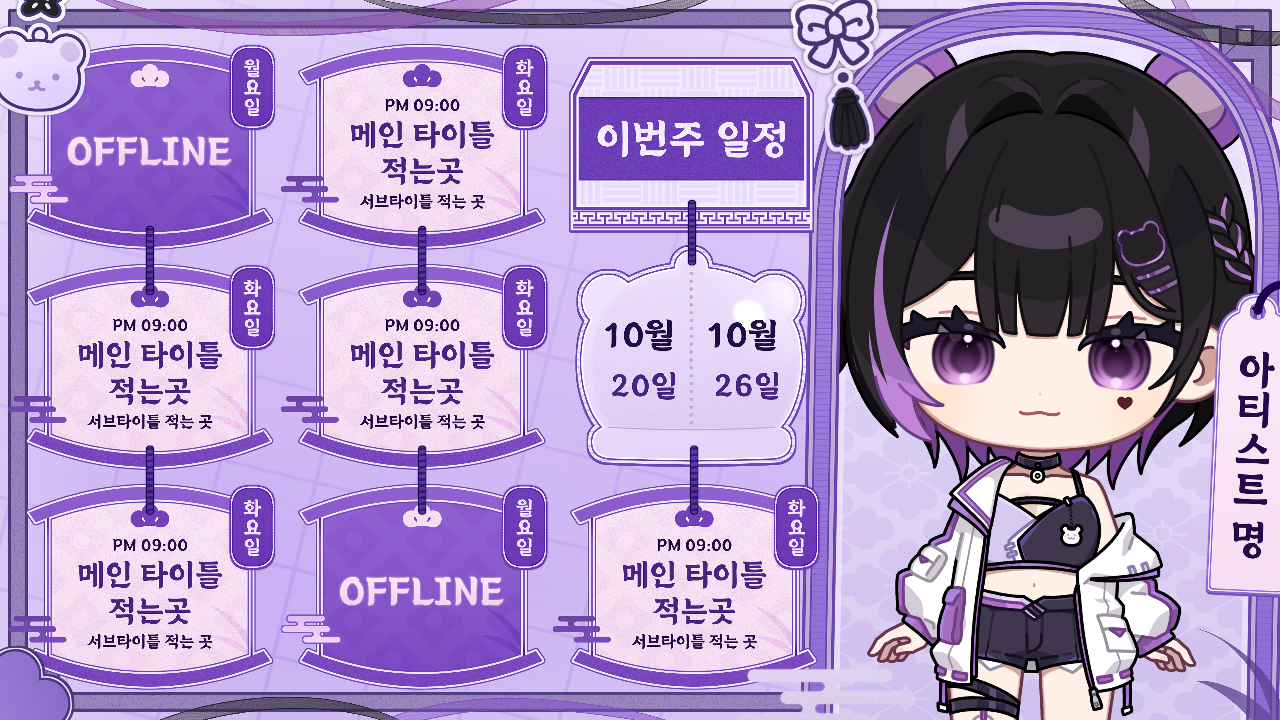 월요일
OFFLINE
화요일
PM 09:00
메인 타이틀
적는곳
서브타이틀 적는 곳
이번주 일정
10월 20일
10월 26일
화요일
PM 09:00
메인 타이틀
적는곳
서브타이틀 적는 곳
화요일
PM 09:00
메인 타이틀
적는곳
서브타이틀 적는 곳
화요일
PM 09:00
메인 타이틀
적는곳
서브타이틀 적는 곳
월요일
OFFLINE
화요일
PM 09:00
메인 타이틀
적는곳
서브타이틀 적는 곳
아티스트 명